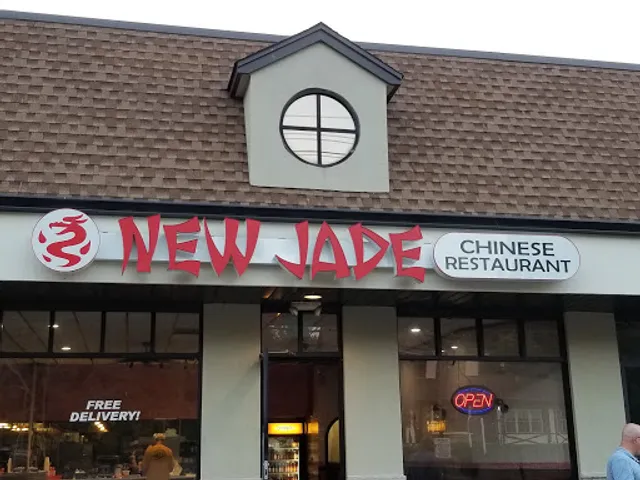 NEW JADE
CHINESE
RESTAURANT
FREE
DELIVERY!
OPEN